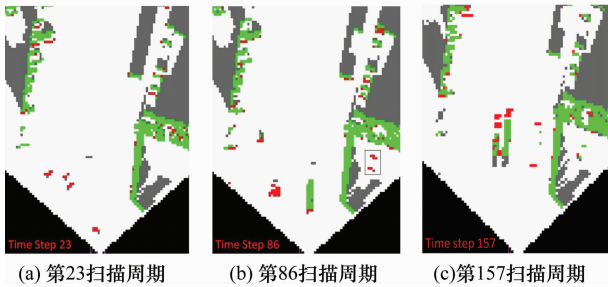 Time Step 23
Time Step 86
Time step 157
(a) 第23扫描周期
(b) 第86扫描周期
(c)第157扫描周期